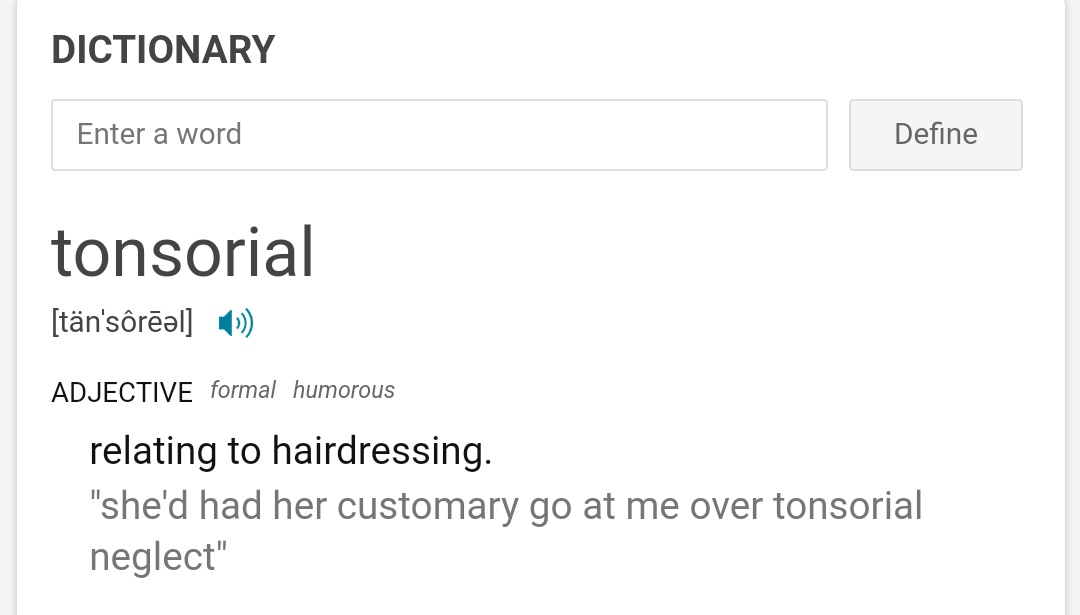 DICTIONARY
Enter a word
Define
tonsorial
[tän'sôrēəl]
ADJECTIVE formal humorous
relating to hairdressing.
"she'd had her customary go at me over tonsorial
neglect"